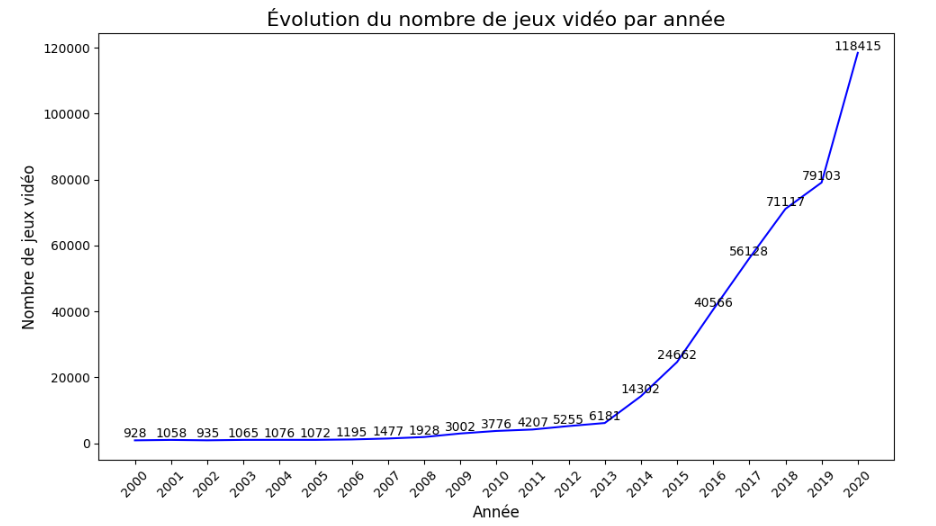 Évolution du nombre de jeux vidéo par année
120000
100000
80000
60000
40000
20000
0
Nombre de jeux vidéo
928 1058 935 1065 1076 1072 1195 1477 1928 3002 3776 4207 5255 6181 14302 24662 40566 56128 71117 79103 118415
2000 2001 2002 2003 2004 2005 2006 2007 2008 2009 2010 2011 2012 2013 2014 2015 2016 2017 2018 2019 2020
Année